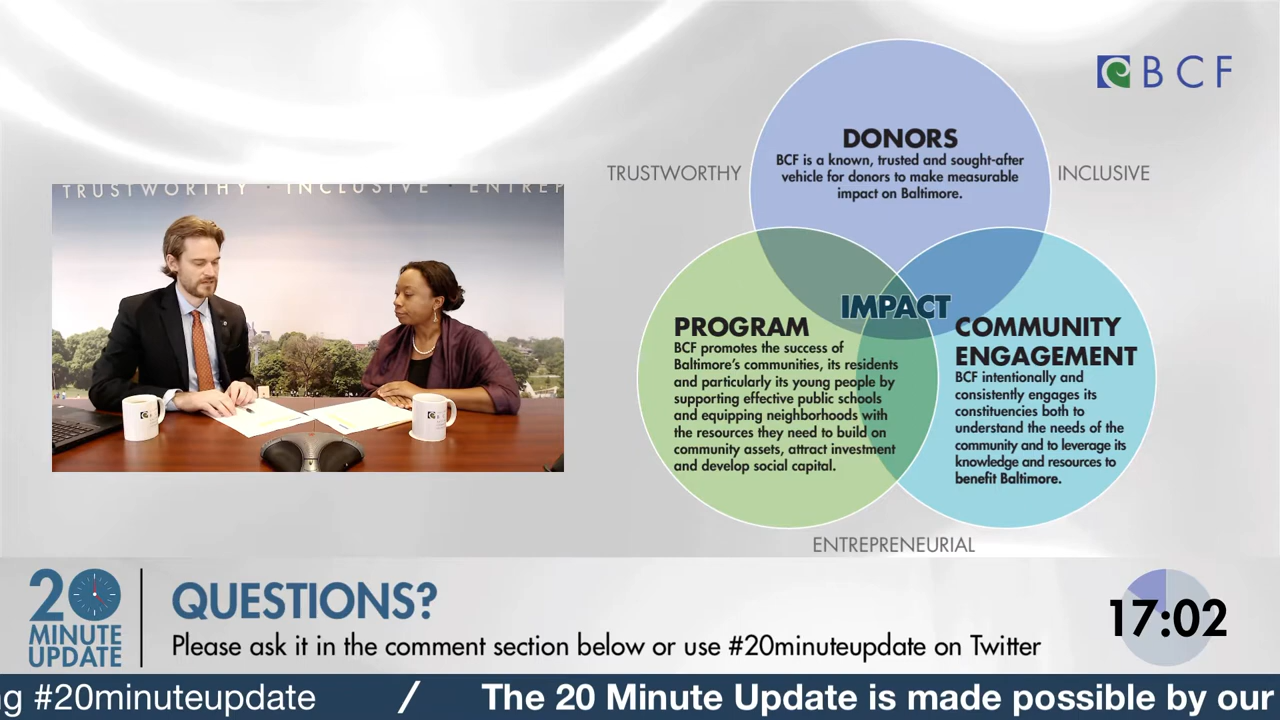 BCF
DONORS
BCF is a known, trusted and sought-after
vehicle for donors to make measurable
impact on Baltimore.
TRUSTWORTHY
INCLUSIVE
TRUSTWORTHY · INCLUSIVE · ENTREP
IMPACT
PROGRAM
BCF promotes the success of
Baltimore's communities, its residents
and particularly its young people by
supporting effective public schools
and equipping neighborhoods with
the resources they need to build on
community assets, attract investment
and develop social capital.
COMMUNITY
ENGAGEMENT
BCF intentionally and
consistently engages its
constituencies both to
understand the needs of the
community and to leverage its
knowledge and resources to
benefit Baltimore.
ENTREPRENEURIAL
20
MINUTE
UPDATE
QUESTIONS?
Please ask it in the comment section below or use #20minuteupdate on Twitter
17:02
ng #20minuteupdate / The 20 Minute Update is made possible by our